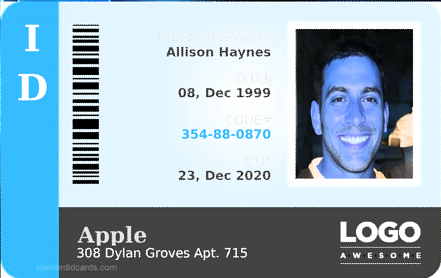 I
D
Allison Haynes
D.O.B
08, Dec 1999
CODE#
354-88-0870
EXP
23, Dec 2020
Apple
308 Dylan Groves Apt. 715
LOGO
AWESOME